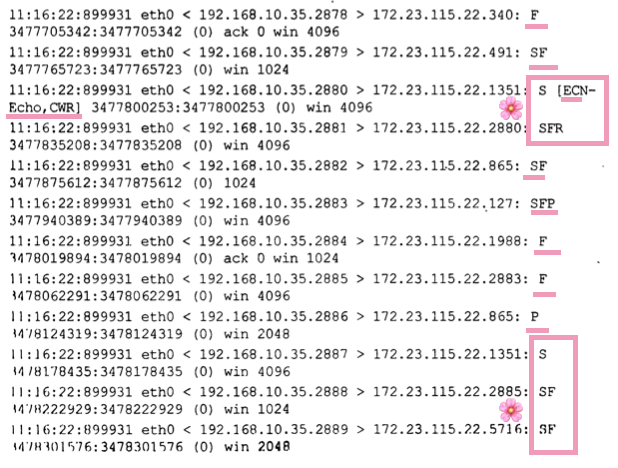 11:16:22:899931 eth0 < 192.168.10.35.2878 > 172.23.115.22.340: F
3477705342:3477705342 (0) ack 0 win 4096
11:16:22:899931 eth0 < 192.168.10.35.2879 > 172.23.115.22.491: SF
3477765723:3477765723 (0) win 1024
11:16:22:899931 eth0 < 192.168.10.35.2880 > 172.23.115.22.1351: S [ECN-
Echo,CWR] 3477800253:3477800253 (0) win 4096
11:16:22:899931 eth0 < 192.168.10.35.2881 > 172.23.115.22.2880: SFR
3477835208:3477835208 (0) win 4096
11:16:22:899931 eth0 < 192.168.10.35.2882 > 172.23.115.22.865: SF
3477875612:3477875612 (0) 1024
11:16:22:899931 eth0 < 192.168.10.35.2883 > 172.23.115.22.127: SFP
3477940389:3477940389 (0) win 4096
11:16:22:899931 eth0 < 192.168.10.35.2884 > 172.23.115.22.1988: F
3478019894:3478019894 (0) ack 0 win 1024
11:16:22:899931 eth0 < 192.168.10.35.2885 > 172.23.115.22.2883: F
3478062291:3478062291 (0) win 4096
11:16:22:899931 eth0 < 192.168.10.35.2886 > 172.23.115.22.865: P
3478124319:3478124319 (0) win 2048
11:16:22:899931 eth0 < 192.168.10.35.2887 > 172.23.115.22.1351: S
3478178435:3478178435 (0) win 4096
11:16:22:899931 eth0 < 192.168.10.35.2888 > 172.23.115.22.2885: SF
3478222929:3478222929 (0) win 1024
11:16:22:899931 eth0 < 192.168.10.35.2889 > 172.23.115.22.5716: SF
3478301576:3478301576 (0) win 2048